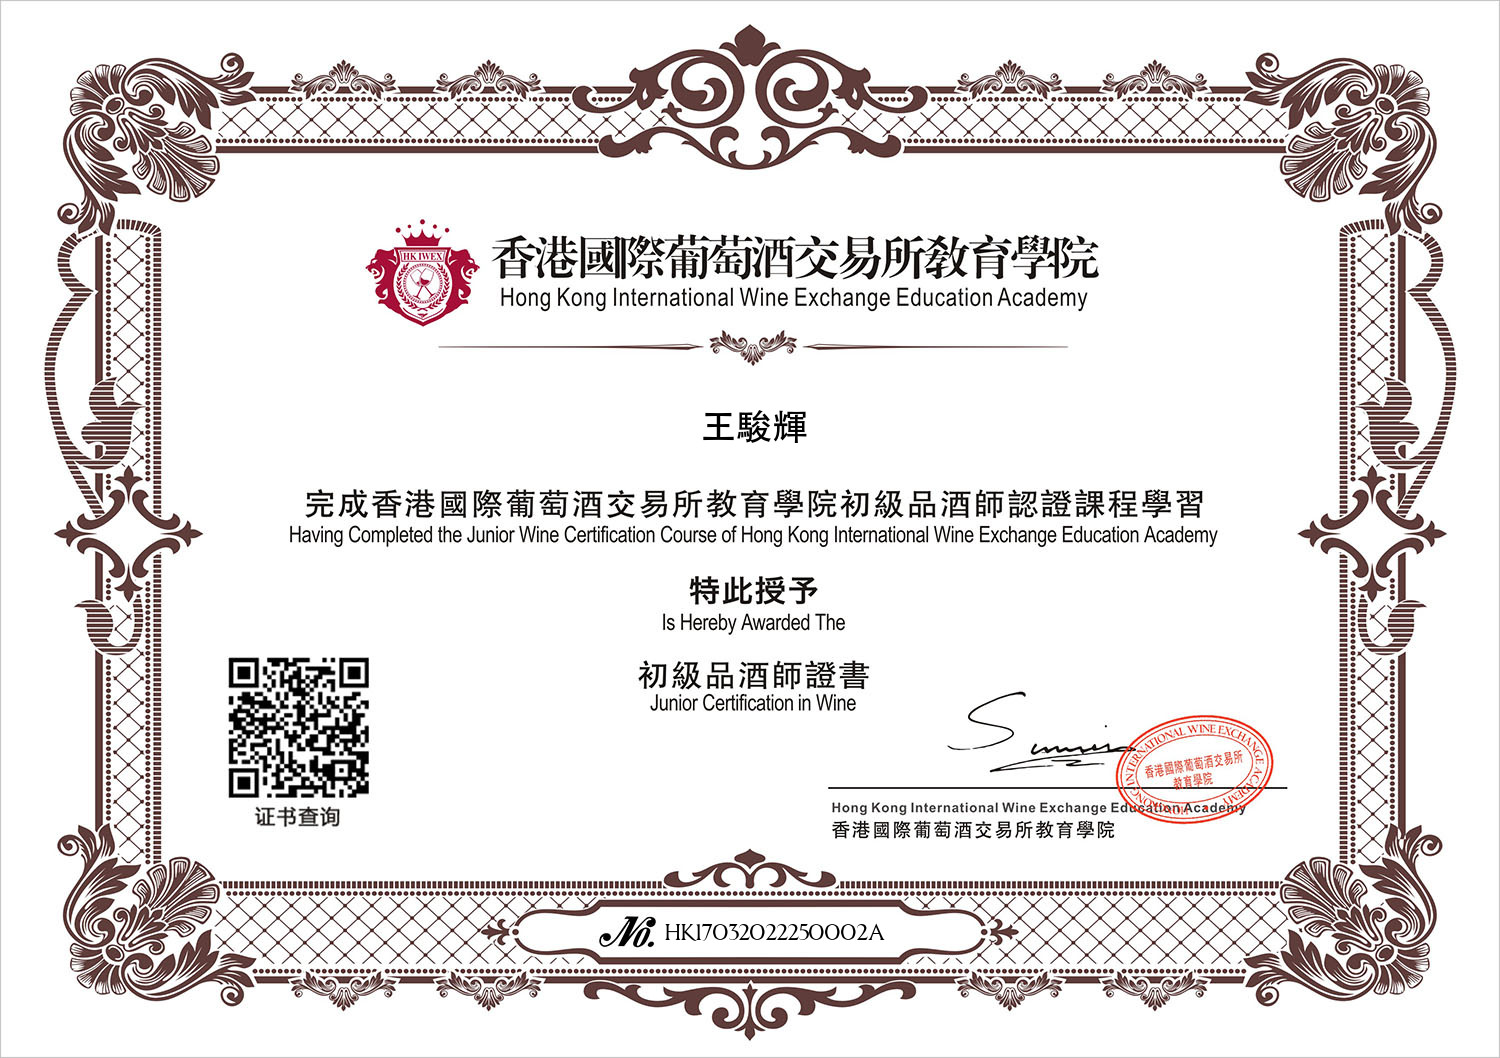 HK IWEX
香港國際葡萄酒交易所教育學院
Hong Kong International Wine Exchange Education Academy
王駿輝
完成香港國際葡萄酒交易所教育學院初級品酒師認證課程學習
Having Completed the Junior Wine Certification Course of Hong Kong International Wine Exchange Education Academy
特此授予
Is Hereby Awarded The
初級品酒師證書
Junior Certification in Wine
证书查询
HONG KONG INTERNATIONAL WINE EXCHANGE ACADEMY
香港國際葡萄酒交易所
教育學院
Hong Kong International Wine Exchange Education Academy
香港國際葡萄酒交易所教育學院
No. HK17032022250002A